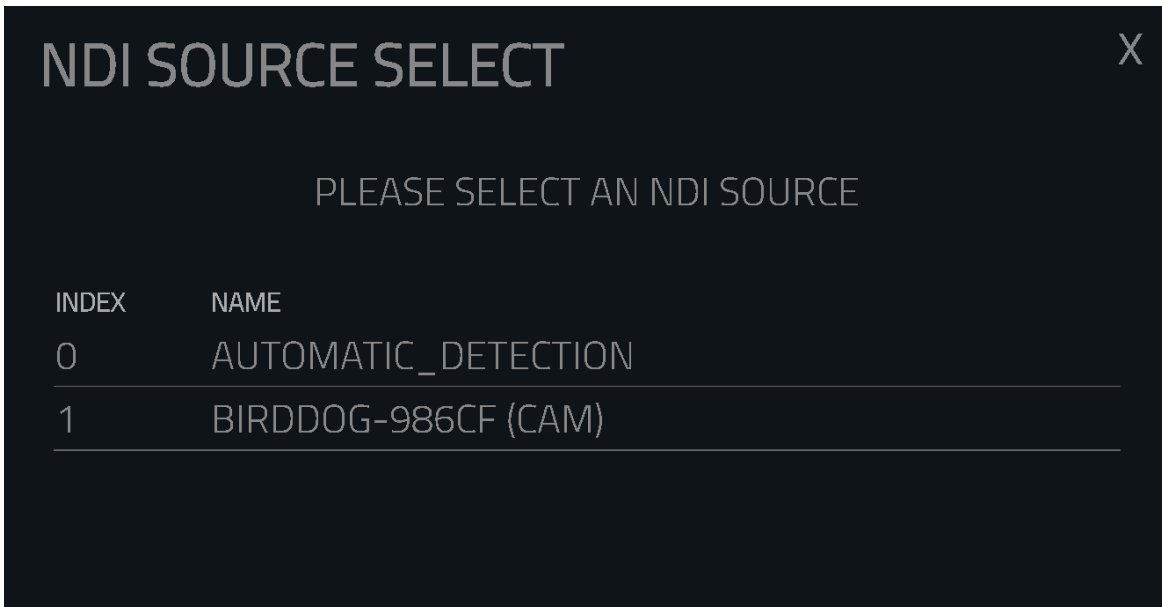 NDI SOURCE SELECT X
PLEASE SELECT AN NDI SOURCE
INDEX NAME
0 AUTOMATIC_DETECTION
1 BIRDDOG-986CF (CAM)